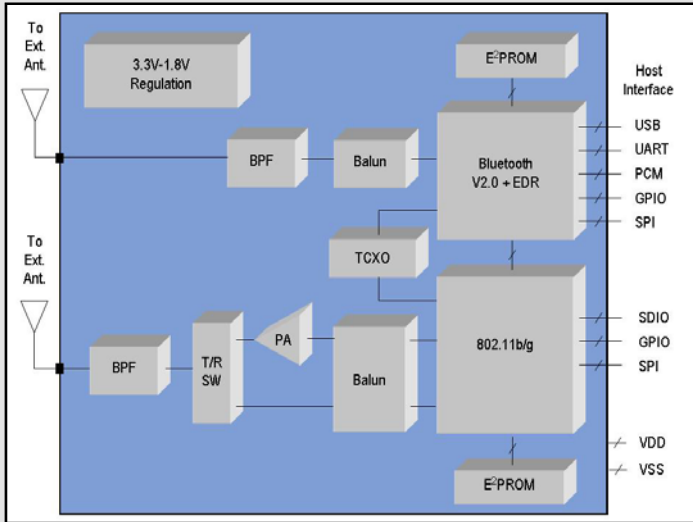 To
Ext.
Ant.
3.3V-1.8V
Regulation
E²PROM
Host
Interface
BPF
Balun
Bluetooth
V2.0 + EDR
USB
UART
PCM
GPIO
SPI
To
Ext.
Ant.
TCXO
BPF
T/R
SW
PA
Balun
802.11b/g
SDIO
GPIO
SPI
E²PROM
VDD
VSS